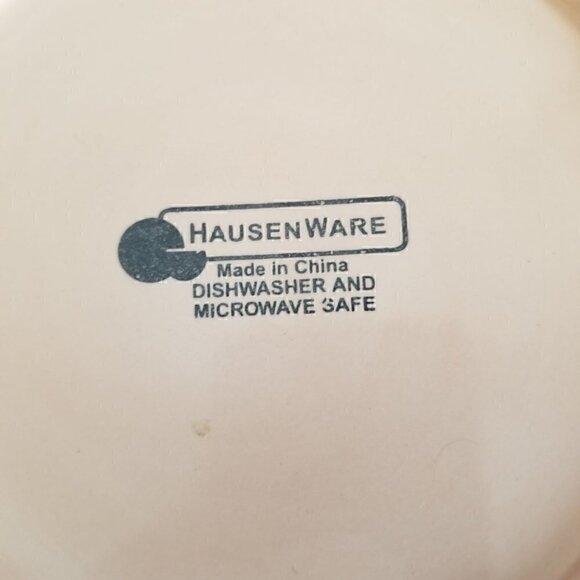 HAUSENWARE
Made in China
DISHWASHER AND
MICROWAVE SAFE